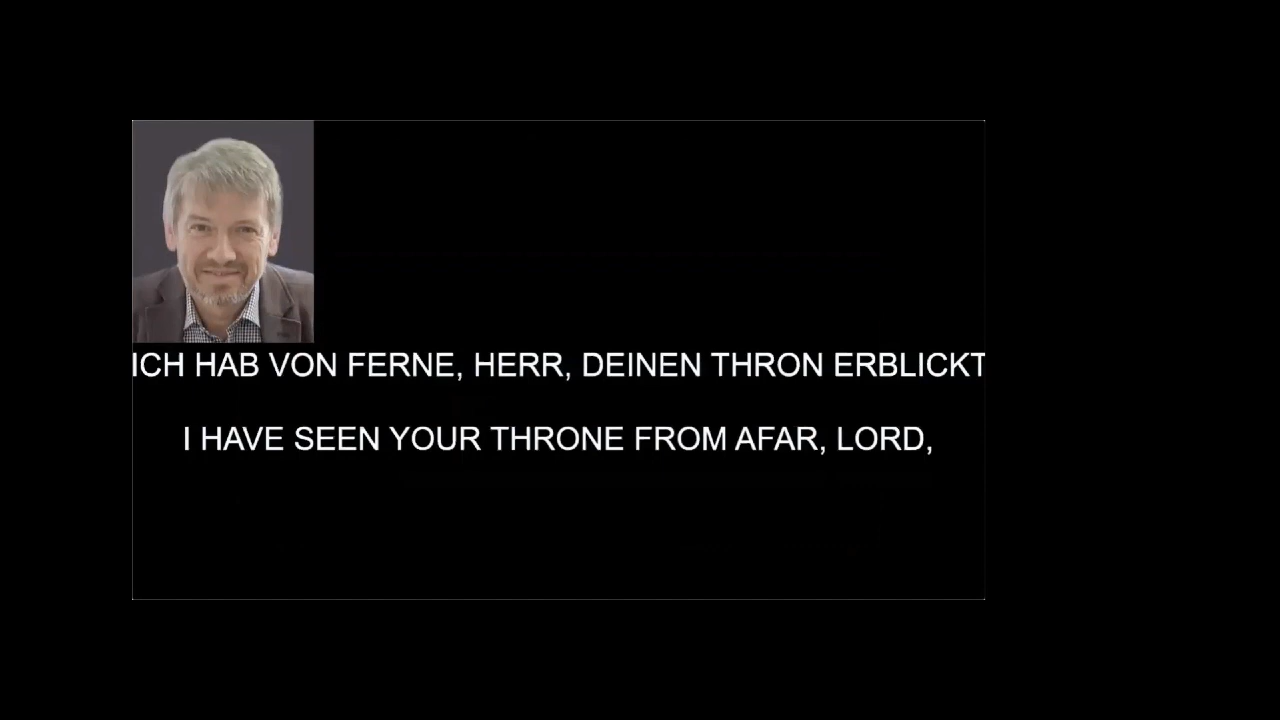 ICH HAB VON FERNE, HERR, DEINEN THRON ERBLICKT
I HAVE SEEN YOUR THRONE FROM AFAR, LORD,